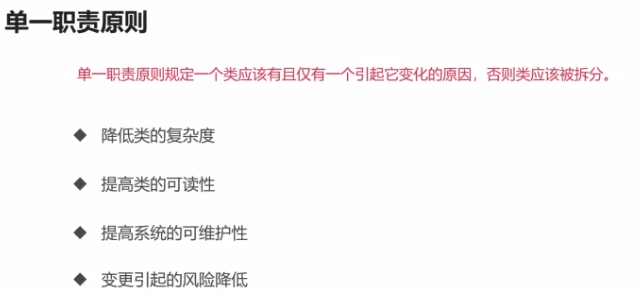 单一职责原则
单一职责原则规定一个类应该有且仅有一个引起它变化的原因，否则类应该被拆分。
◆ 降低类的复杂度
◆ 提高类的可读性
◆ 提高系统的可维护性
◆ 变更引起的风险降低